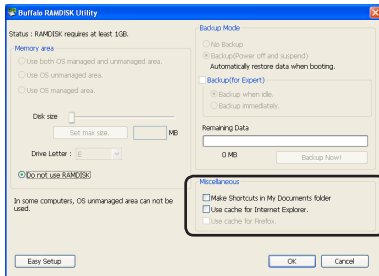 Buffalo RAMDISK Utility
Status : RAMDISK requires at least 1GB.
Memory area
Use both OS managed and unmanaged area.
Use OS unmanaged area.
Use OS managed area.
Disk size
Set max size.
MB
Drive Letter :
Do not use RAMDISK
In some computers, OS unmanaged area can not be
used.
Easy Setup
Backup Mode
No Backup
Backup(Power off and suspend)
Automatically restore data when booting.
Backup(for Expert)
Backup when idle.
Backup immediately.
Remaining Data
0 MB
Backup Now!
Miscellaneous
Make Shortcuts in My Documents folder
Use cache for Internet Explorer.
Use cache for Firefox.
OK
Cancel